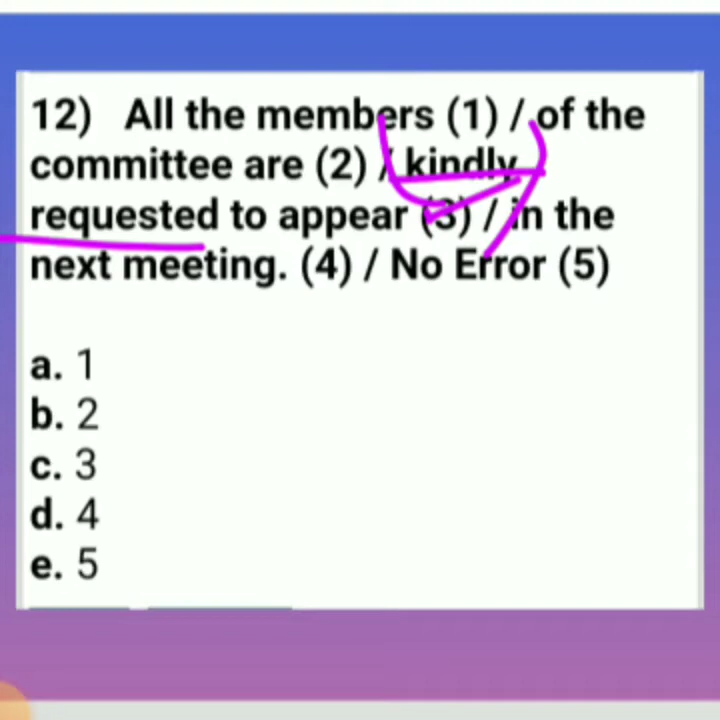 12) All the members (1) / of the
committee are (2) / kindly
requested to appear (3) / in the
next meeting. (4) / No Error (5)
a. 1
b. 2
c. 3
d. 4
e. 5